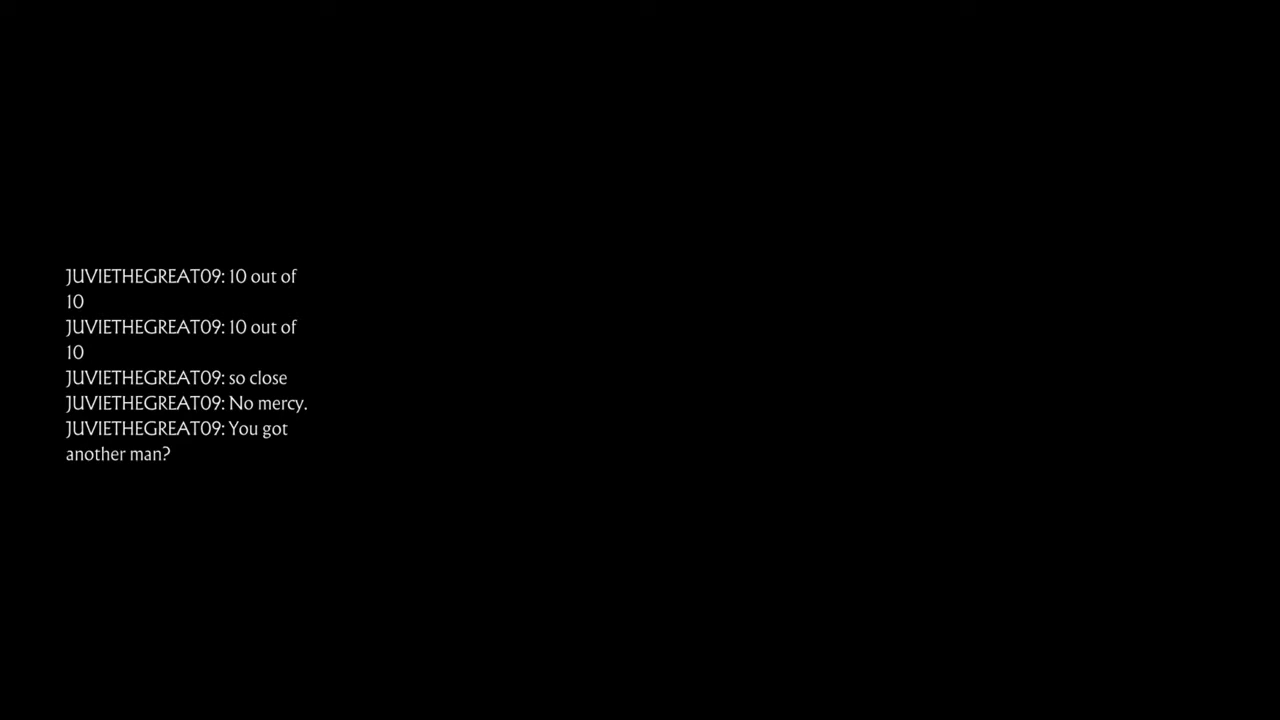 JUVIETHEGREAT09: 10 out of
10
JUVIETHEGREAT09: 10 out of
10
JUVIETHEGREAT09: so close
JUVIETHEGREAT09: No mercy.
JUVIETHEGREAT09: You got
another man?